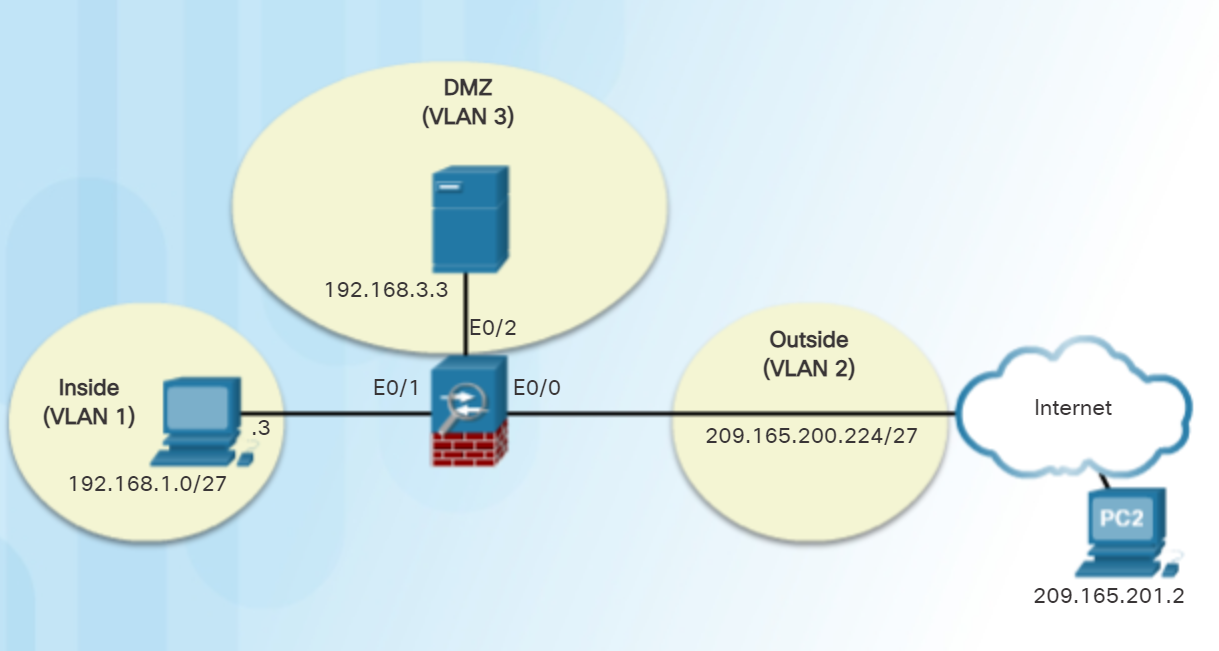 DMZ
(VLAN 3)
192.168.3.3
E0/2
Inside
(VLAN 1)
.3
192.168.1.0/27
E0/1
E0/0
Outside
(VLAN 2)
209.165.200.224/27
Internet
PC2
209.165.201.2